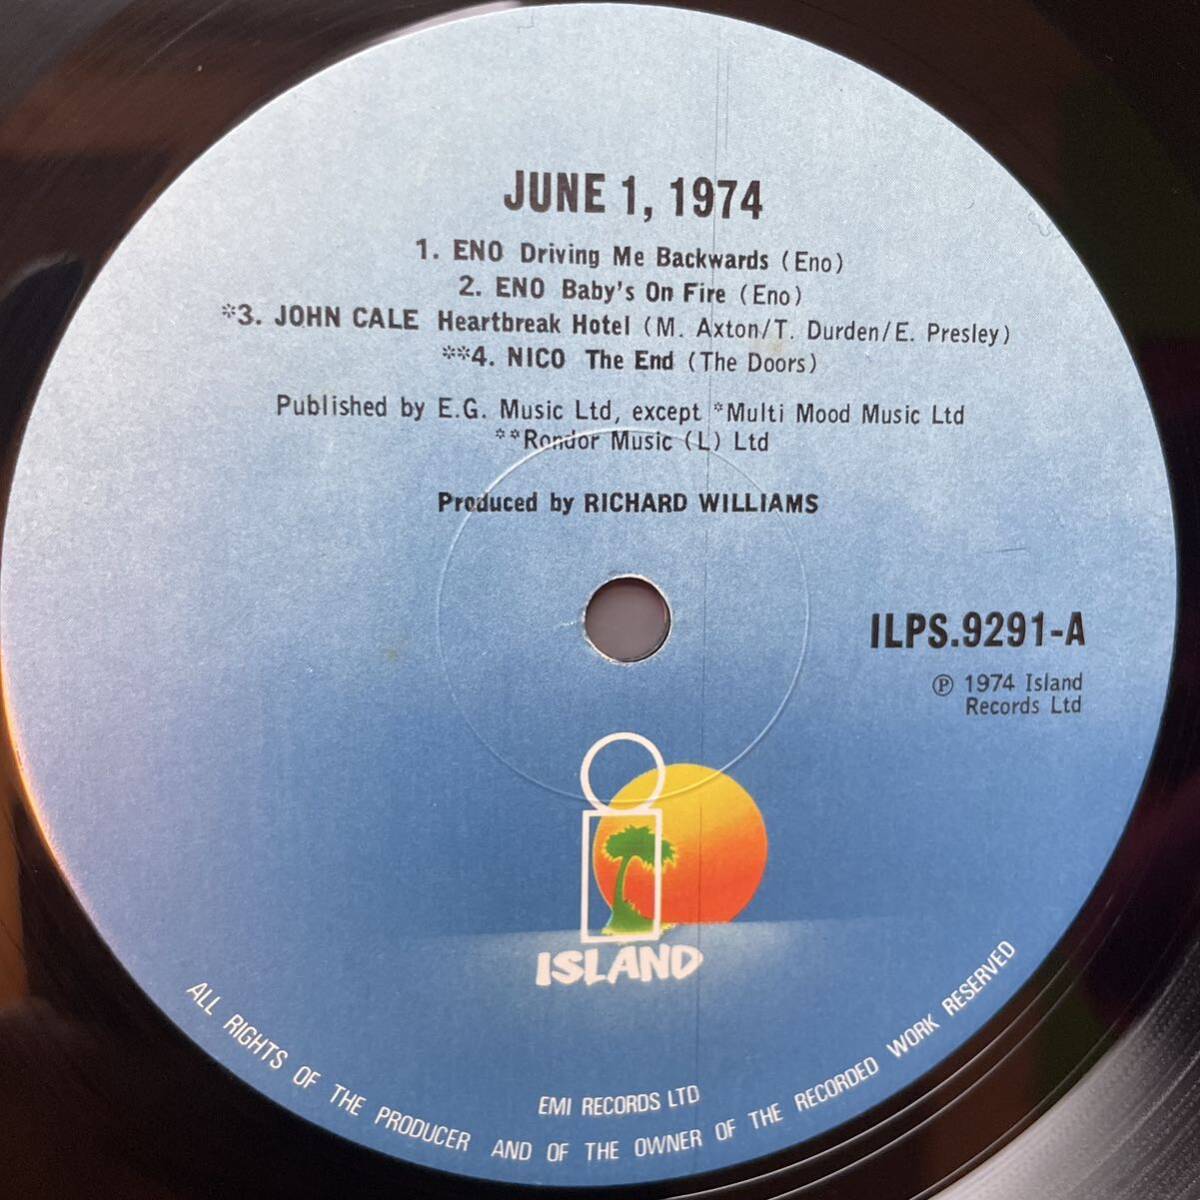 JUNE 1, 1974
1. ENO Driving Me Backwards (Eno)
2. ENO Baby's On Fire (Eno)
*3. JOHN CALE Heartbreak Hotel (M. Axton/T. Durden/E. Presley)
**4. NICO The End (The Doors)
Published by E.G. Music Ltd, except *Multi Mood Music Ltd
**Rondor Music (L) Ltd
Produced by RICHARD WILLIAMS
ILPS.9291-A
℗ 1974 Island
Records Ltd
ISLAND
EMI RECORDS LTD
ALL RIGHTS OF THE PRODUCER AND OF THE OWNER OF THE RECORDED WORK RESERVED